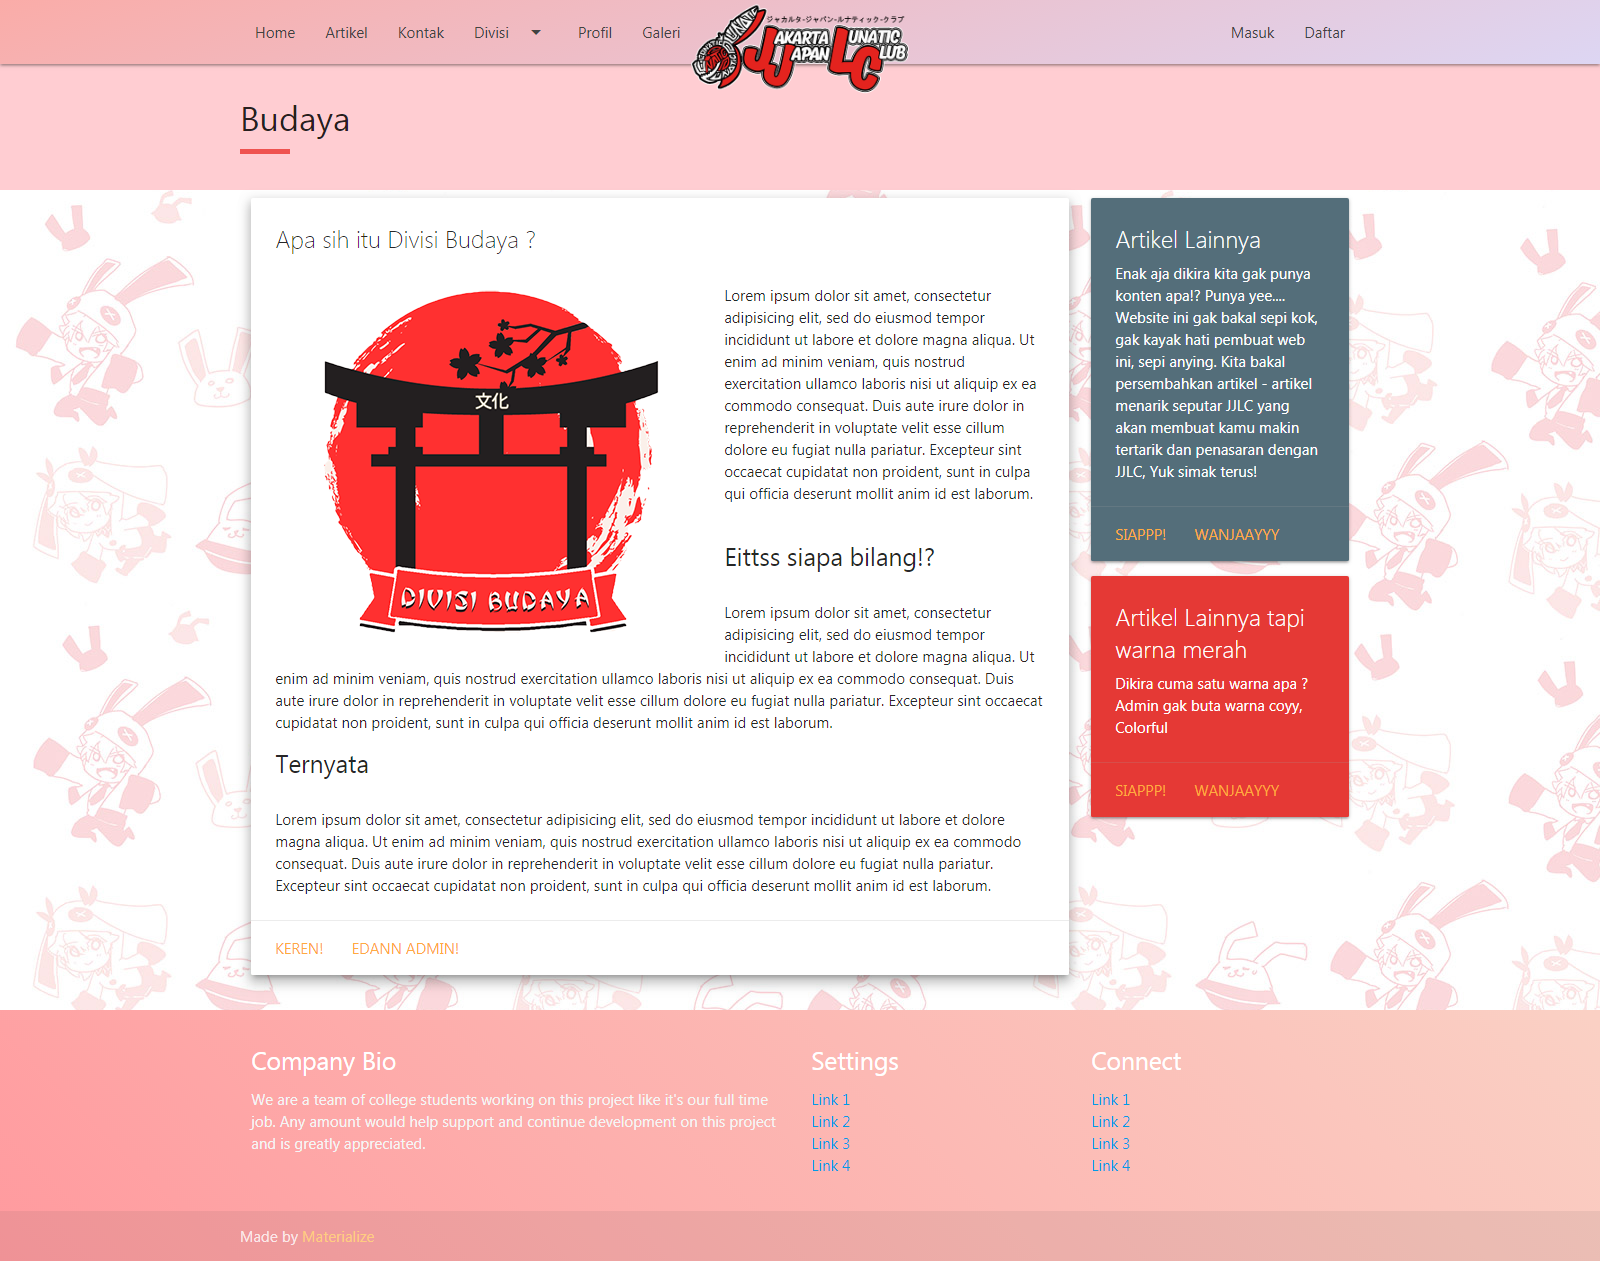 Home Artikel Kontak Divisi Profil Galeri
ジャカルタ-ジャパン-ルナティック-クラブ
JAKARTA LUNATIC
JAPAN CLUB
Masuk Daftar
Budaya
Apa sih itu Divisi Budaya ?
文化
DIVISI BUDAYA
Lorem ipsum dolor sit amet, consectetur
adipisicing elit, sed do eiusmod tempor
incididunt ut labore et dolore magna aliqua. Ut
enim ad minim veniam, quis nostrud
exercitation ullamco laboris nisi ut aliquip ex ea
commodo consequat. Duis aute irure dolor in
reprehenderit in voluptate velit esse cillum
dolore eu fugiat nulla pariatur. Excepteur sint
occaecat cupidatat non proident, sunt in culpa
qui officia deserunt mollit anim id est laborum.
Eittss siapa bilang!?
Lorem ipsum dolor sit amet, consectetur
adipisicing elit, sed do eiusmod tempor
incididunt ut labore et dolore magna aliqua. Ut
enim ad minim veniam, quis nostrud exercitation ullamco laboris nisi ut aliquip ex ea commodo consequat. Duis
aute irure dolor in reprehenderit in voluptate velit esse cillum dolore eu fugiat nulla pariatur. Excepteur sint occaecat
cupidatat non proident, sunt in culpa qui officia deserunt mollit anim id est laborum.
Ternyata
Lorem ipsum dolor sit amet, consectetur adipisicing elit, sed do eiusmod tempor incididunt ut labore et dolore
magna aliqua. Ut enim ad minim veniam, quis nostrud exercitation ullamco laboris nisi ut aliquip ex ea commodo
consequat. Duis aute irure dolor in reprehenderit in voluptate velit esse cillum dolore eu fugiat nulla pariatur.
Excepteur sint occaecat cupidatat non proident, sunt in culpa qui officia deserunt mollit anim id est laborum.
KEREN! EDANN ADMIN!
Artikel Lainnya
Enak aja dikira kita gak punya
konten apa!? Punya yee....
Website ini gak bakal sepi kok,
gak kayak hati pembuat web
ini, sepi anying. Kita bakal
persembahkan artikel - artikel
menarik seputar JJLC yang
akan membuat kamu makin
tertarik dan penasaran dengan
JJLC, Yuk simak terus!
SIAPPP! WANJAAYYY
Artikel Lainnya tapi
warna merah
Dikira cuma satu warna apa ?
Admin gak buta warna coyy,
Colorful
SIAPPP! WANJAAYYY
Company Bio
We are a team of college students working on this project like it's our full time
job. Any amount would help support and continue development on this project
and is greatly appreciated.
Settings
Link 1
Link 2
Link 3
Link 4
Connect
Link 1
Link 2
Link 3
Link 4
Made by Materialize